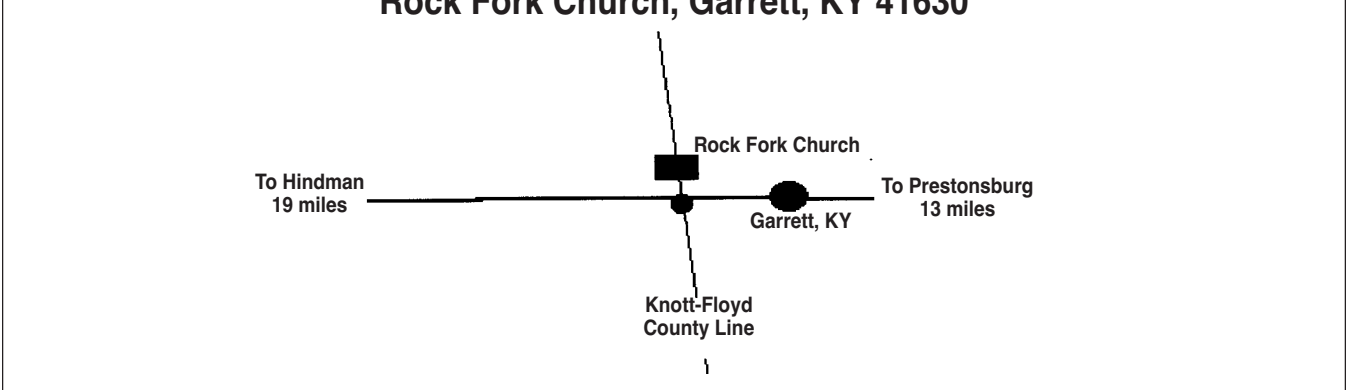 Rock Fork Church, Garrett, KY 41630
Rock Fork Church
To Hindman
19 miles
To Prestonsburg
13 miles
Garrett, KY
Knott-Floyd
County Line